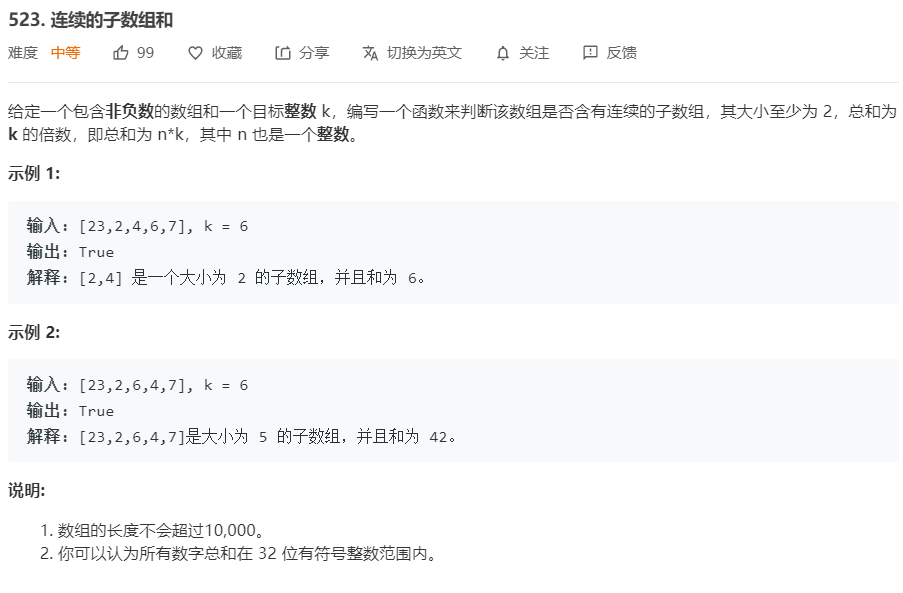 523. 连续的子数组和
难度 中等 99 收藏 分享 切换为英文 关注 反馈
给定一个包含非负数的数组和一个目标整数 k，编写一个函数来判断该数组是否含有连续的子数组，其大小至少为 2，总和为
k 的倍数，即总和为 n*k，其中 n 也是一个整数。
示例 1:
输入: [23,2,4,6,7], k = 6
输出: True
解释: [2,4] 是一个大小为 2 的子数组，并且和为 6。
示例 2:
输入: [23,2,6,4,7], k = 6
输出: True
解释: [23,2,6,4,7]是大小为 5 的子数组，并且和为 42。
说明:
1. 数组的长度不会超过10,000。
2. 你可以认为所有数字总和在 32 位有符号整数范围内。